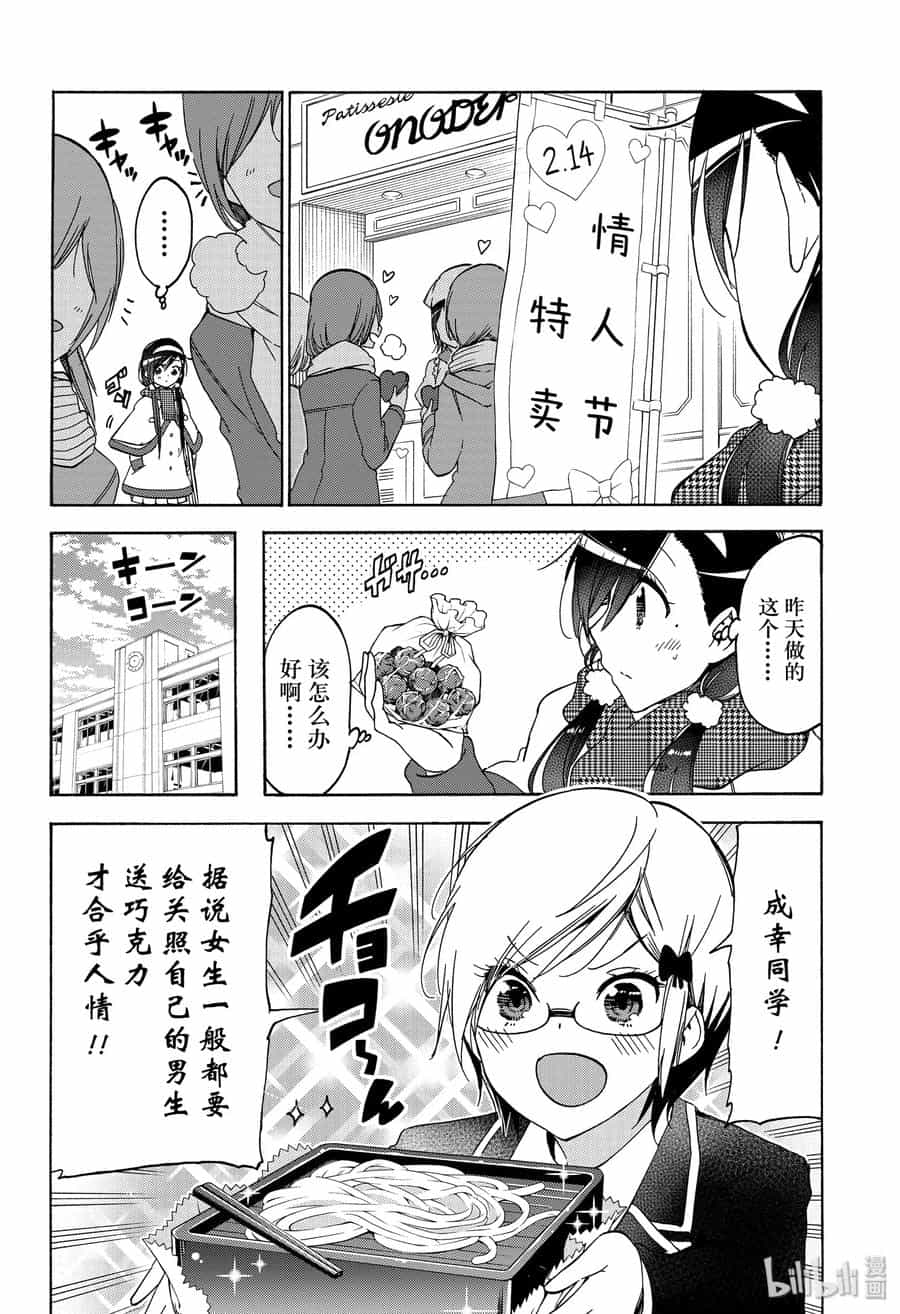 Patisserie
ONODER
2.14
情人节
特卖
キャッ
キャッ
……
昨天做的
这个……
ガサ…
该怎么办
好啊……
キーン
コーン
成幸同学！
据说女生一般都要
给关照自己的男生
送巧克力
才合乎人情！！
チョコ〜ん
bilibili漫画